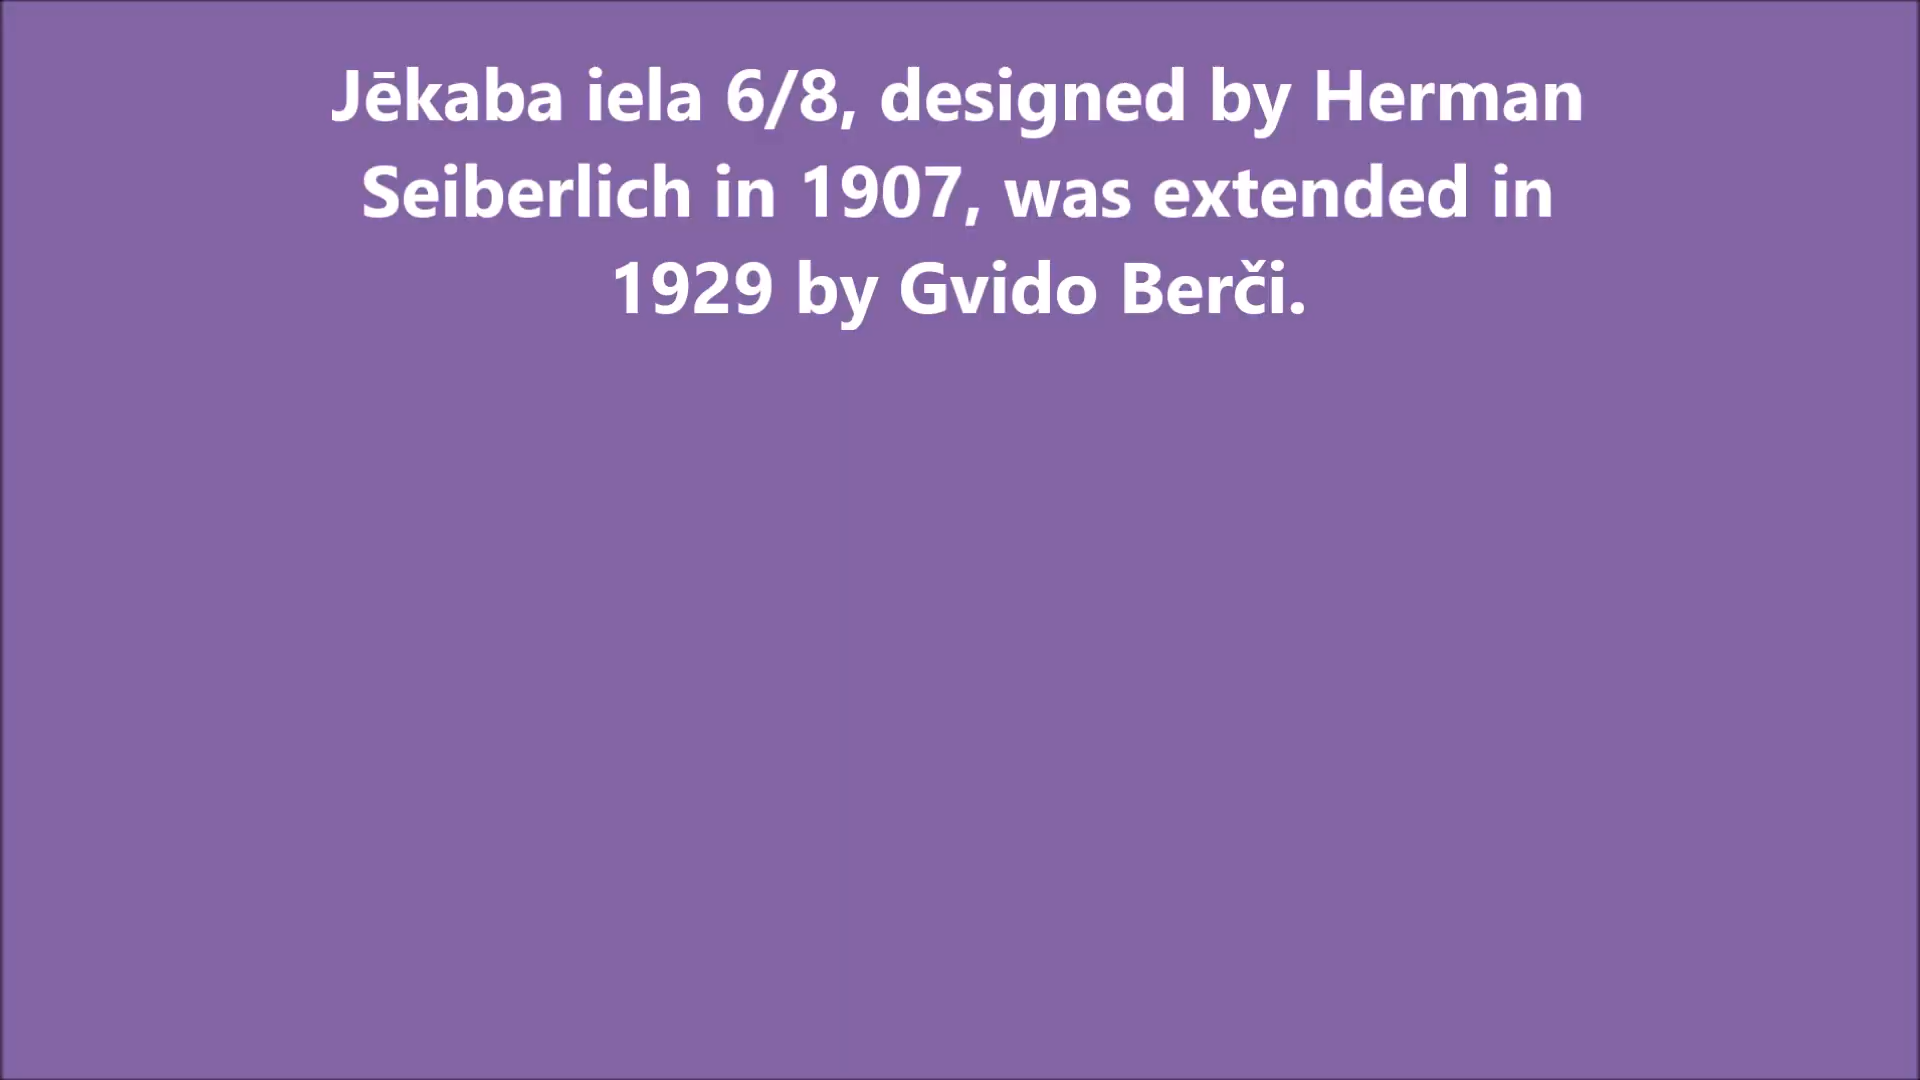 Jēkaba iela 6/8, designed by Herman
Seiberlich in 1907, was extended in
1929 by Gvido Berči.